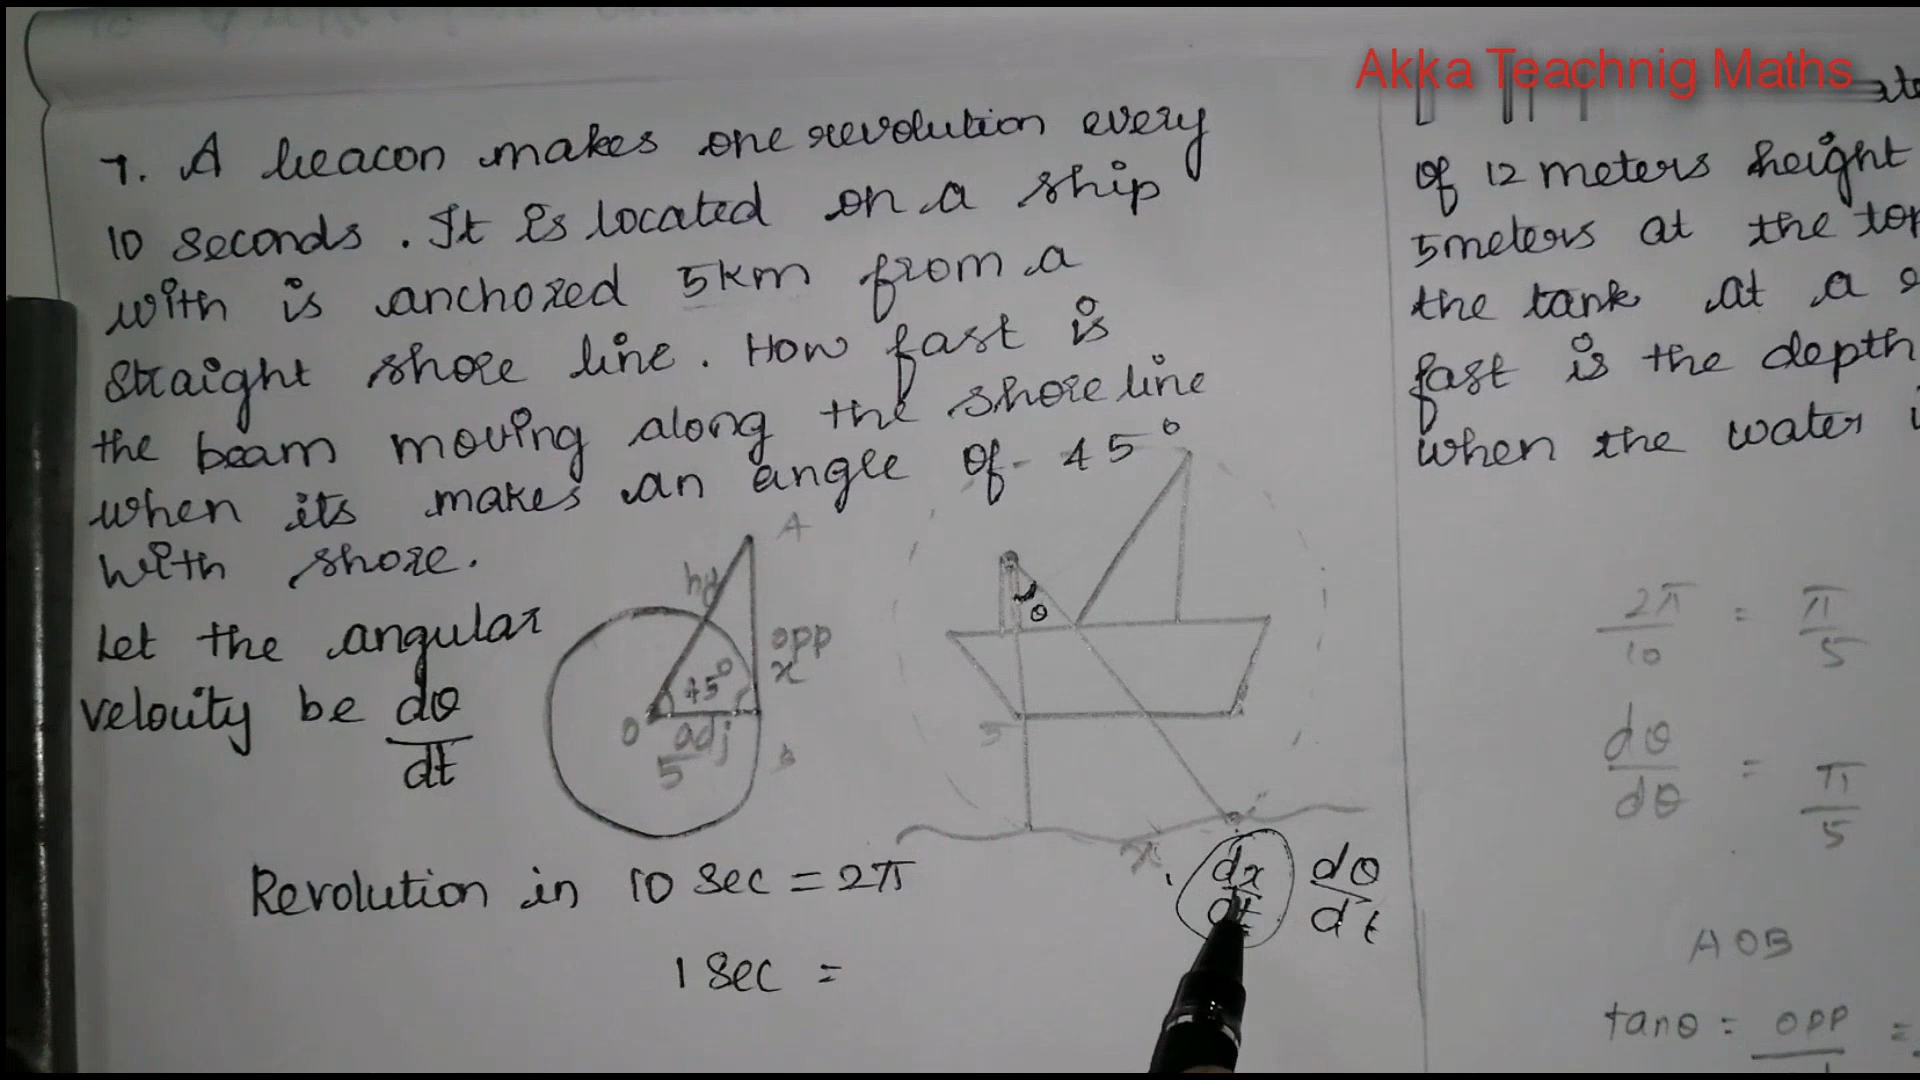 Akka Teachnig Maths
7. A beacon makes one revolution every
10 seconds. It is located on a ship
with is anchored 5km from a
straight shore line. How fast is
the beam moving along the shore line
when its makes an angle of 45°
with shore.
Let the angular
velouity be dθ
dt
A
hy
opp
x
45°
O
adj
5
B
θ
5
x
dx
dt
dθ
dt
Revolution in 10 sec = 2π
1 sec =
of 12 meters height
5meters at the top
the tank at a
fast is the depth
when the water
2π = π
10 5
dθ = π
dθ 5
AOB
tanθ = opp =